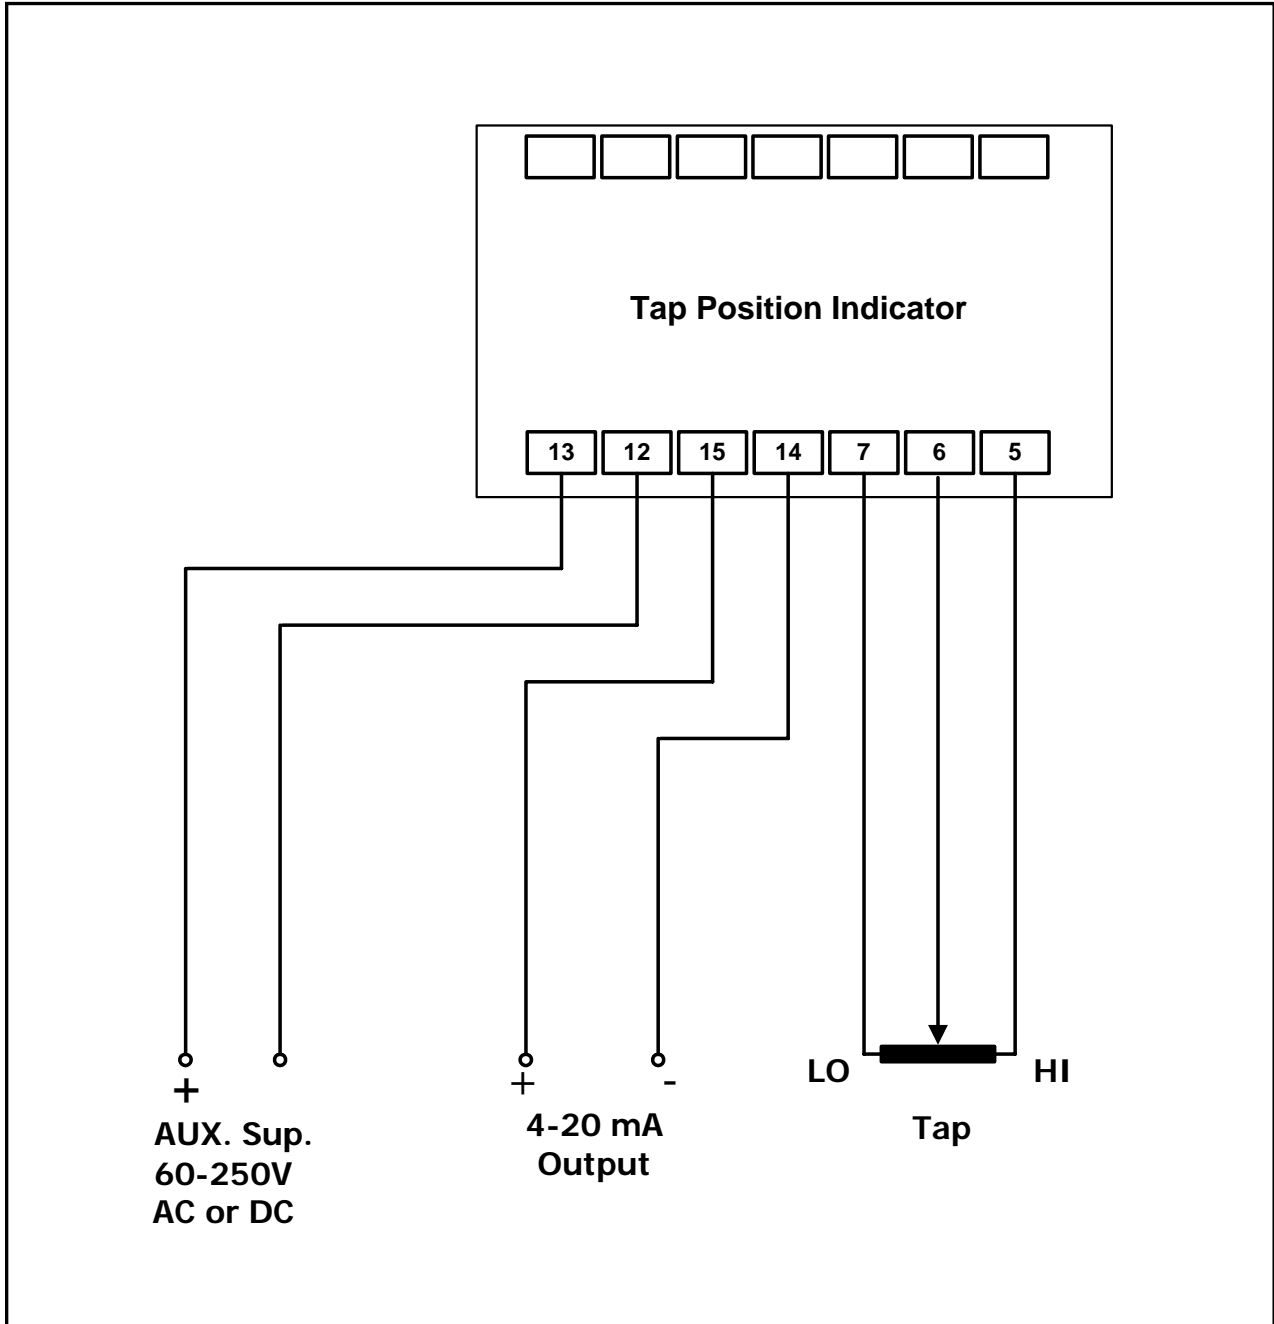 Tap Position Indicator
13 12 15 14 7 6 5
LO HI
+ + -
AUX. Sup.
60-250V
AC or DC
4-20 mA
Output
Tap